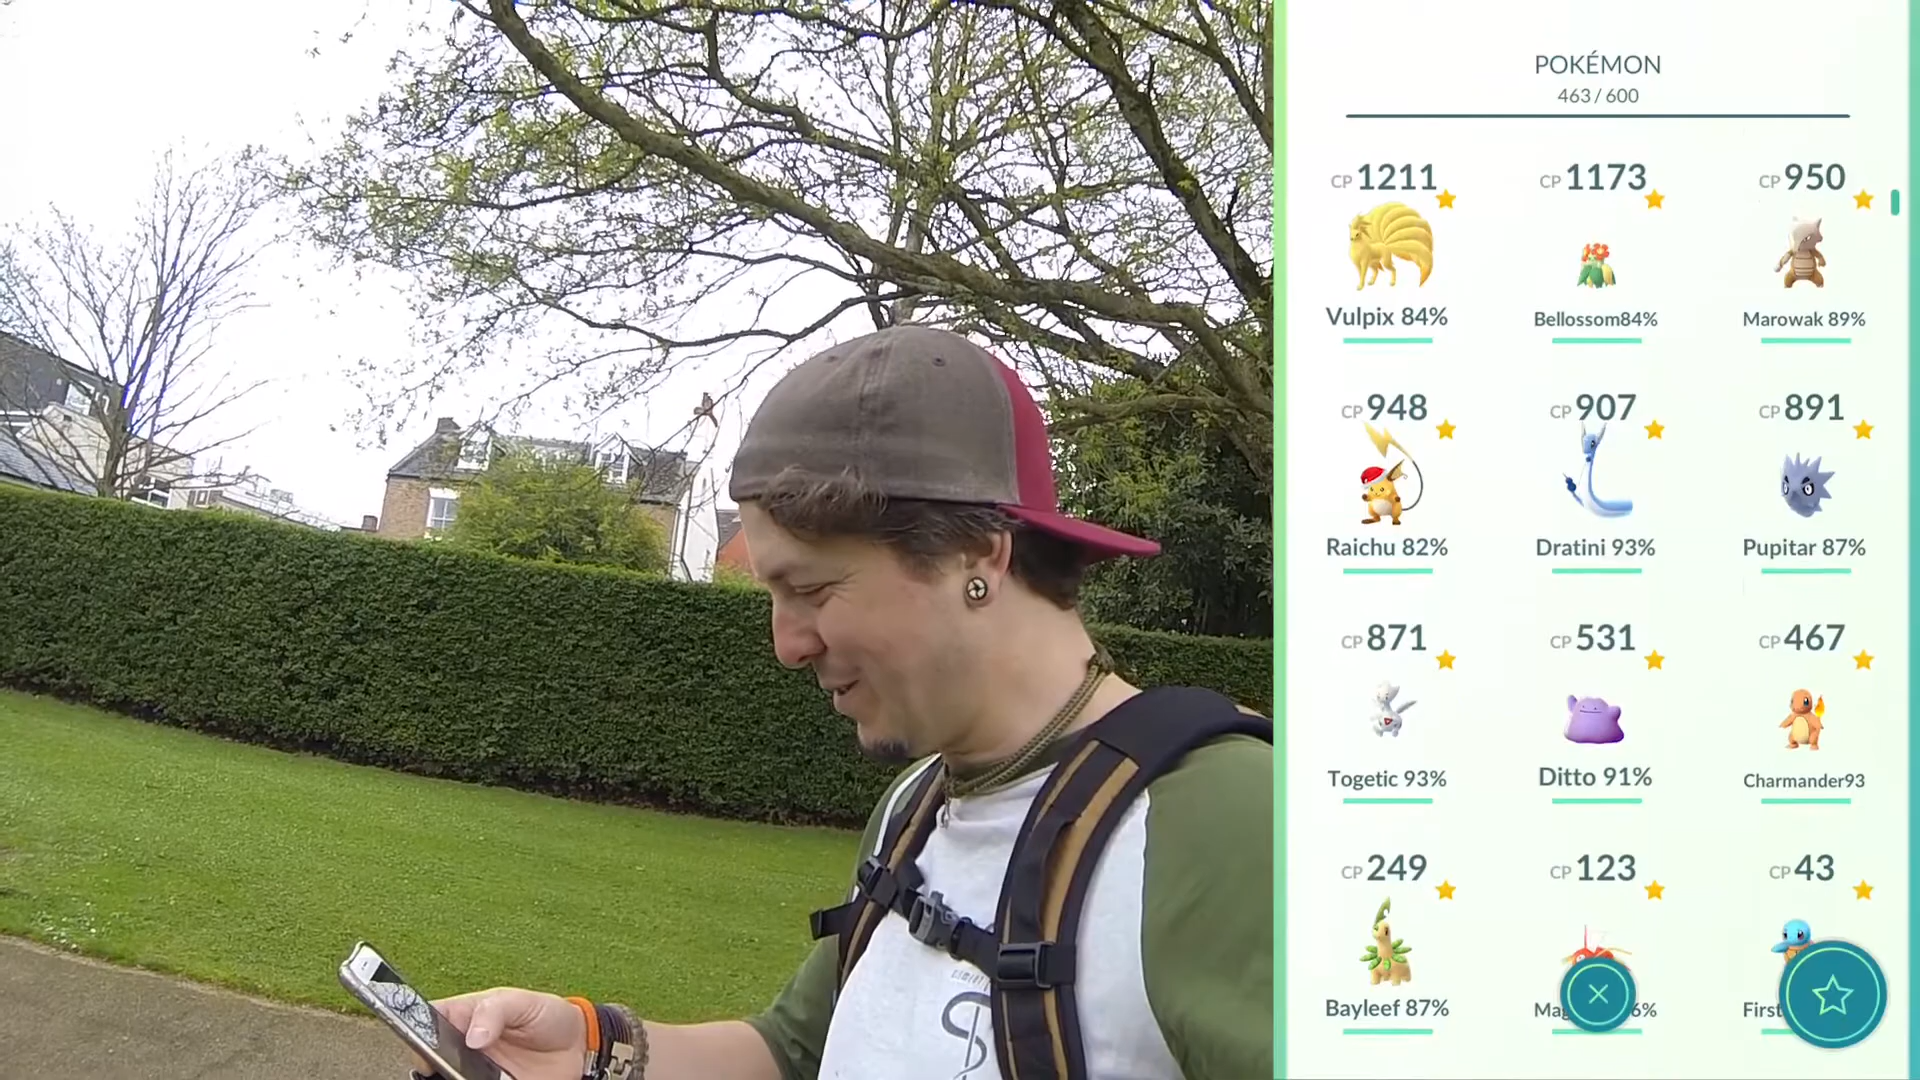 POKÉMON
463 / 600
CP 1211
CP 1173
CP 950
Vulpix 84%
Bellossom84%
Marowak 89%
CP 948
CP 907
CP 891
Raichu 82%
Dratini 93%
Pupitar 87%
CP 871
CP 531
CP 467
Togetic 93%
Ditto 91%
Charmander93
CP 249
CP 123
CP 43
Bayleef 87%
First